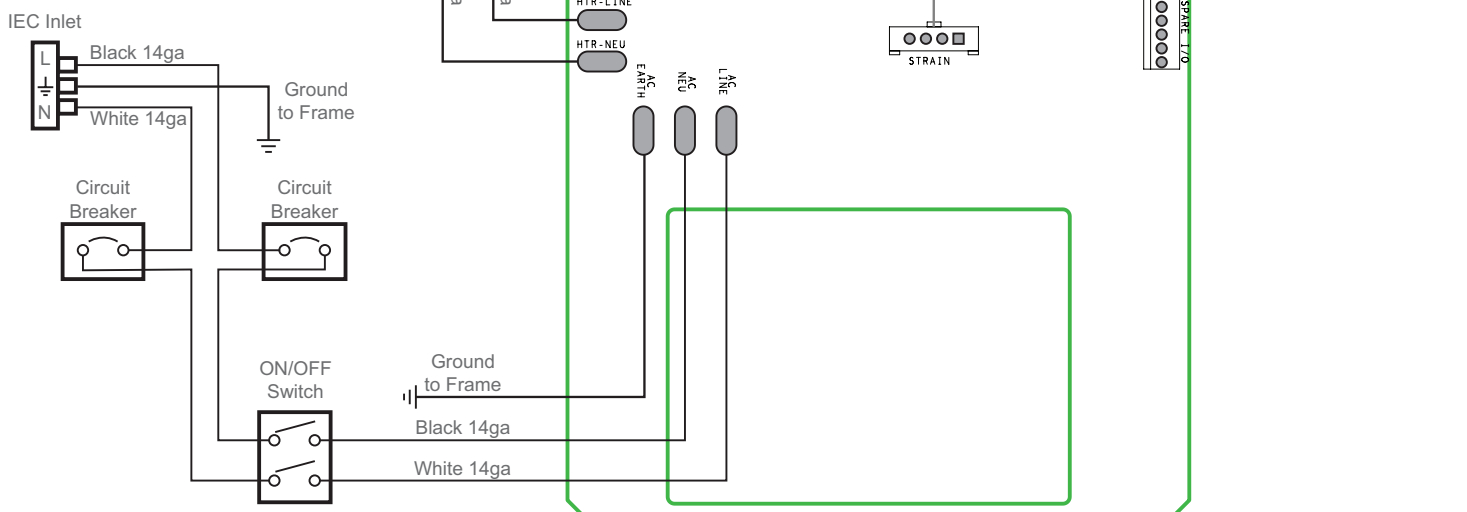 IEC Inlet
L
N
Black 14ga
White 14ga
Ground
to Frame
Circuit
Breaker
Circuit
Breaker
ON/OFF
Switch
Ground
to Frame
Black 14ga
White 14ga
a
a
HTR-LINE
HTR-NEU
AC
EARTH
AC
NEU
AC
LINE
STRAIN
SPARE I/O